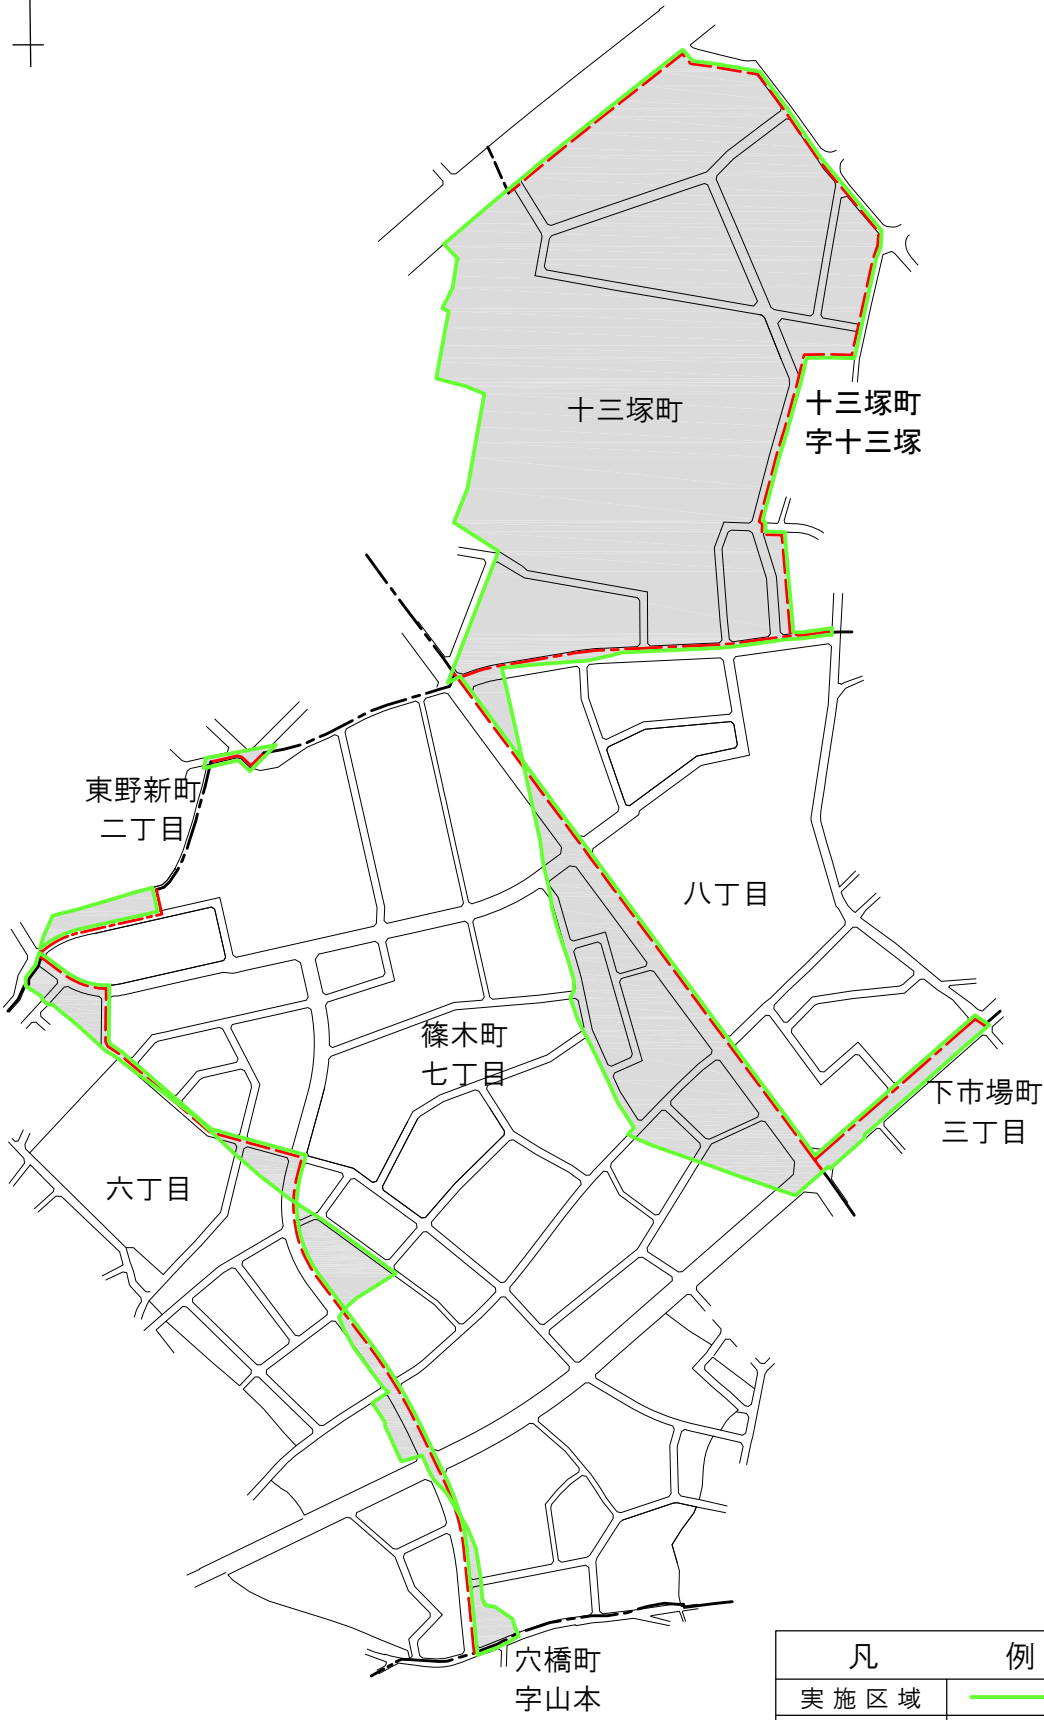 十三塚町
十三塚町
字十三塚
東野新町
二丁目
八丁目
篠木町
七丁目
下市場町
三丁目
六丁目
穴橋町
字山本
凡 例
実施区域